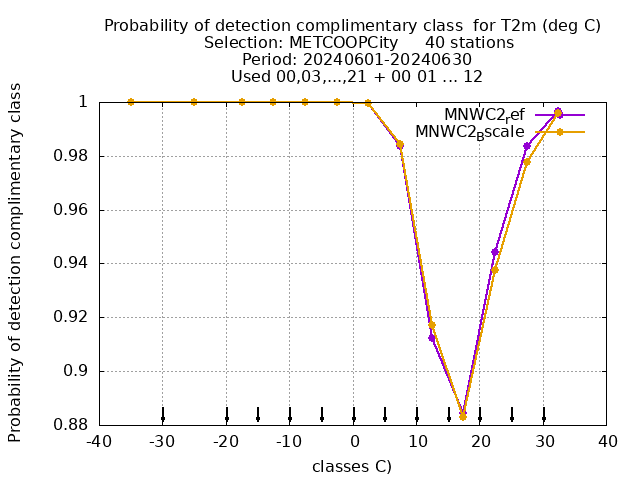 Probability of detection complimentary class for T2m (deg C)
Selection: METCOOPCity 40 stations
Period: 20240601-20240630
Used 00,03,...,21 + 00 01 ... 12
Probability of detection complimentary class
MNWC2ref
MNWC2Bscale
1
0.98
0.96
0.94
0.92
0.9
0.88
-40 -30 -20 -10 0 10 20 30 40
classes C)